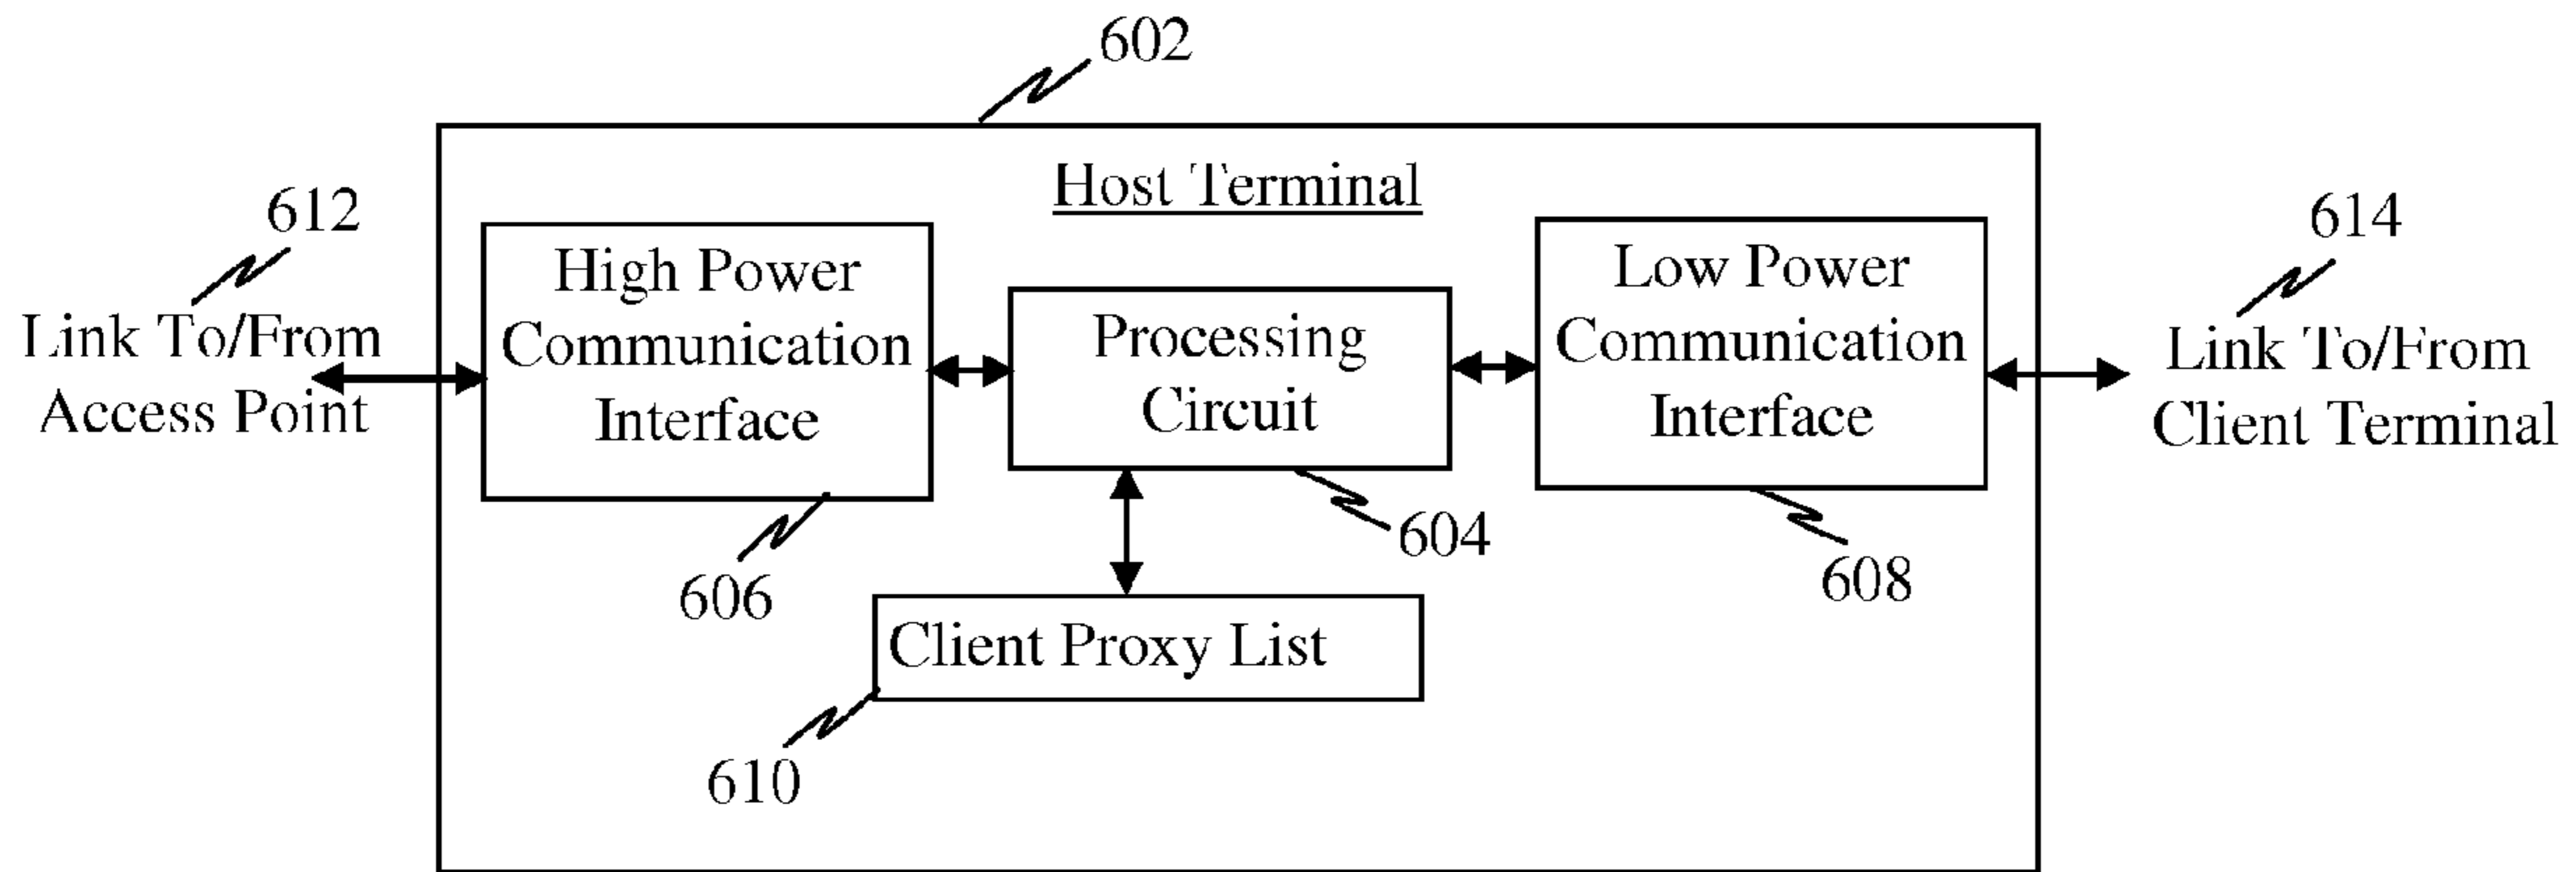 602
Host Terminal
612
Link To/From
Access Point
High Power
Communication
Interface
606
Processing
Circuit
604
Low Power
Communication
Interface
608
614
Link To/From
Client Terminal
Client Proxy List
610